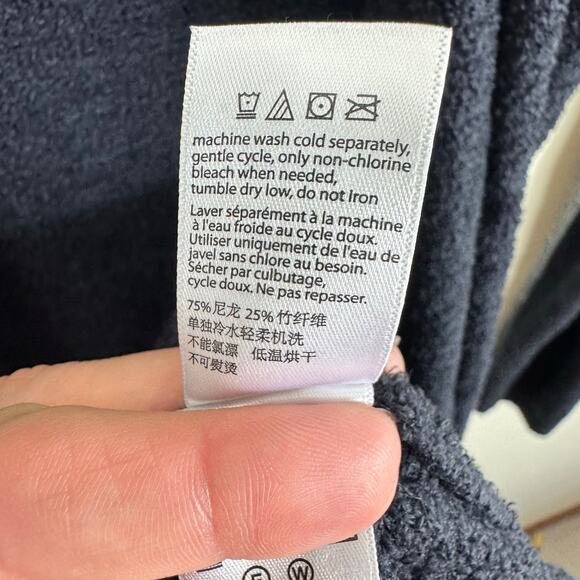 machine wash cold separately,
gentle cycle, only non-chlorine
bleach when needed,
tumble dry low, do not iron
Laver séparément à la machine
à l'eau froide au cycle doux.
Utiliser uniquement de l'eau de
javel sans chlore au besoin.
Sécher par culbutage,
cycle doux. Ne pas repasser.
75%尼龙 25%竹纤维
单独冷水轻柔机洗
不能氯漂 低温烘干
不可熨烫
F W